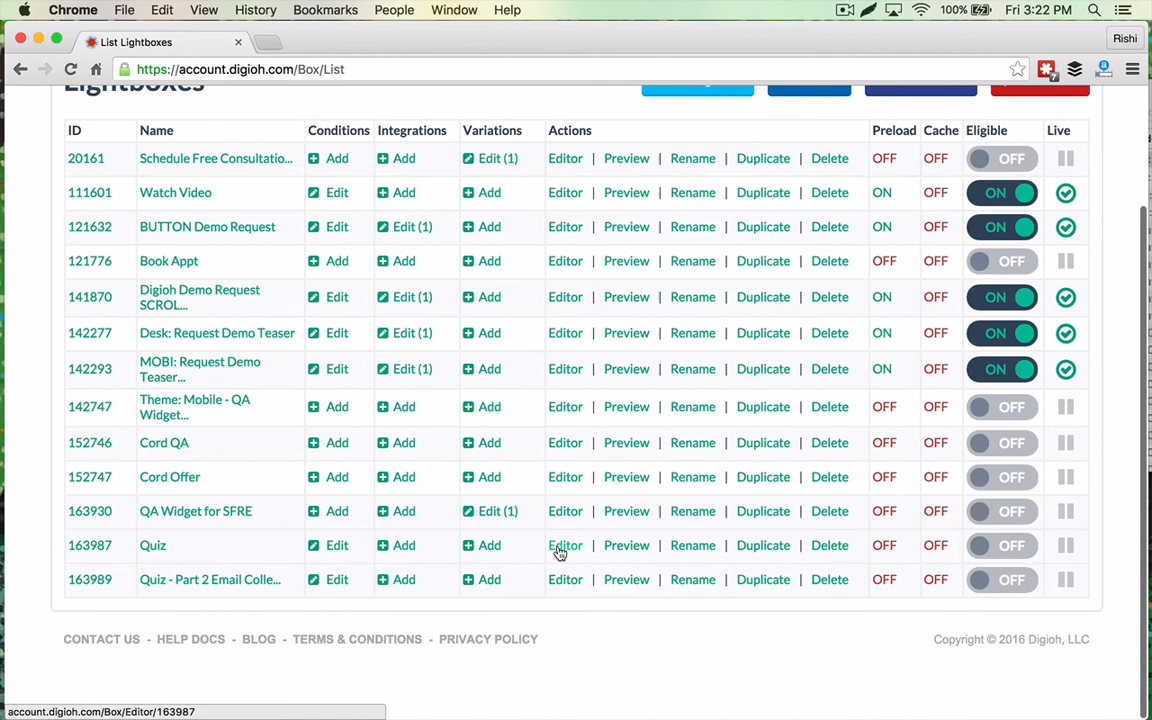 Chrome File Edit View History Bookmarks People Window Help 100% Fri 3:22 PM
List Lightboxes Rishi
https://account.digioh.com/Box/List
Lightboxes
ID Name Conditions Integrations Variations Actions Preload Cache Eligible Live
20161 Schedule Free Consultatio... Add Add Edit (1) Editor | Preview | Rename | Duplicate | Delete OFF OFF OFF
111601 Watch Video Edit Add Add Editor | Preview | Rename | Duplicate | Delete ON OFF ON
121632 BUTTON Demo Request Edit Edit (1) Add Editor | Preview | Rename | Duplicate | Delete ON OFF ON
121776 Book Appt Add Add Add Editor | Preview | Rename | Duplicate | Delete OFF OFF OFF
141870 Digioh Demo Request SCROL... Edit Edit (1) Add Editor | Preview | Rename | Duplicate | Delete ON OFF ON
142277 Desk: Request Demo Teaser Edit Edit (1) Add Editor | Preview | Rename | Duplicate | Delete ON OFF ON
142293 MOBI: Request Demo Teaser... Edit Edit (1) Add Editor | Preview | Rename | Duplicate | Delete ON OFF ON
142747 Theme: Mobile - QA Widget... Add Add Add Editor | Preview | Rename | Duplicate | Delete OFF OFF OFF
152746 Cord QA Add Add Add Editor | Preview | Rename | Duplicate | Delete OFF OFF OFF
152747 Cord Offer Add Add Add Editor | Preview | Rename | Duplicate | Delete OFF OFF OFF
163930 QA Widget for SFRE Add Add Edit (1) Editor | Preview | Rename | Duplicate | Delete OFF OFF OFF
163987 Quiz Edit Add Add Editor | Preview | Rename | Duplicate | Delete OFF OFF OFF
163989 Quiz - Part 2 Email Colle... Edit Add Add Editor | Preview | Rename | Duplicate | Delete OFF OFF OFF
CONTACT US - HELP DOCS - BLOG - TERMS & CONDITIONS - PRIVACY POLICY Copyright © 2016 Digioh, LLC
account.digioh.com/Box/Editor/163987